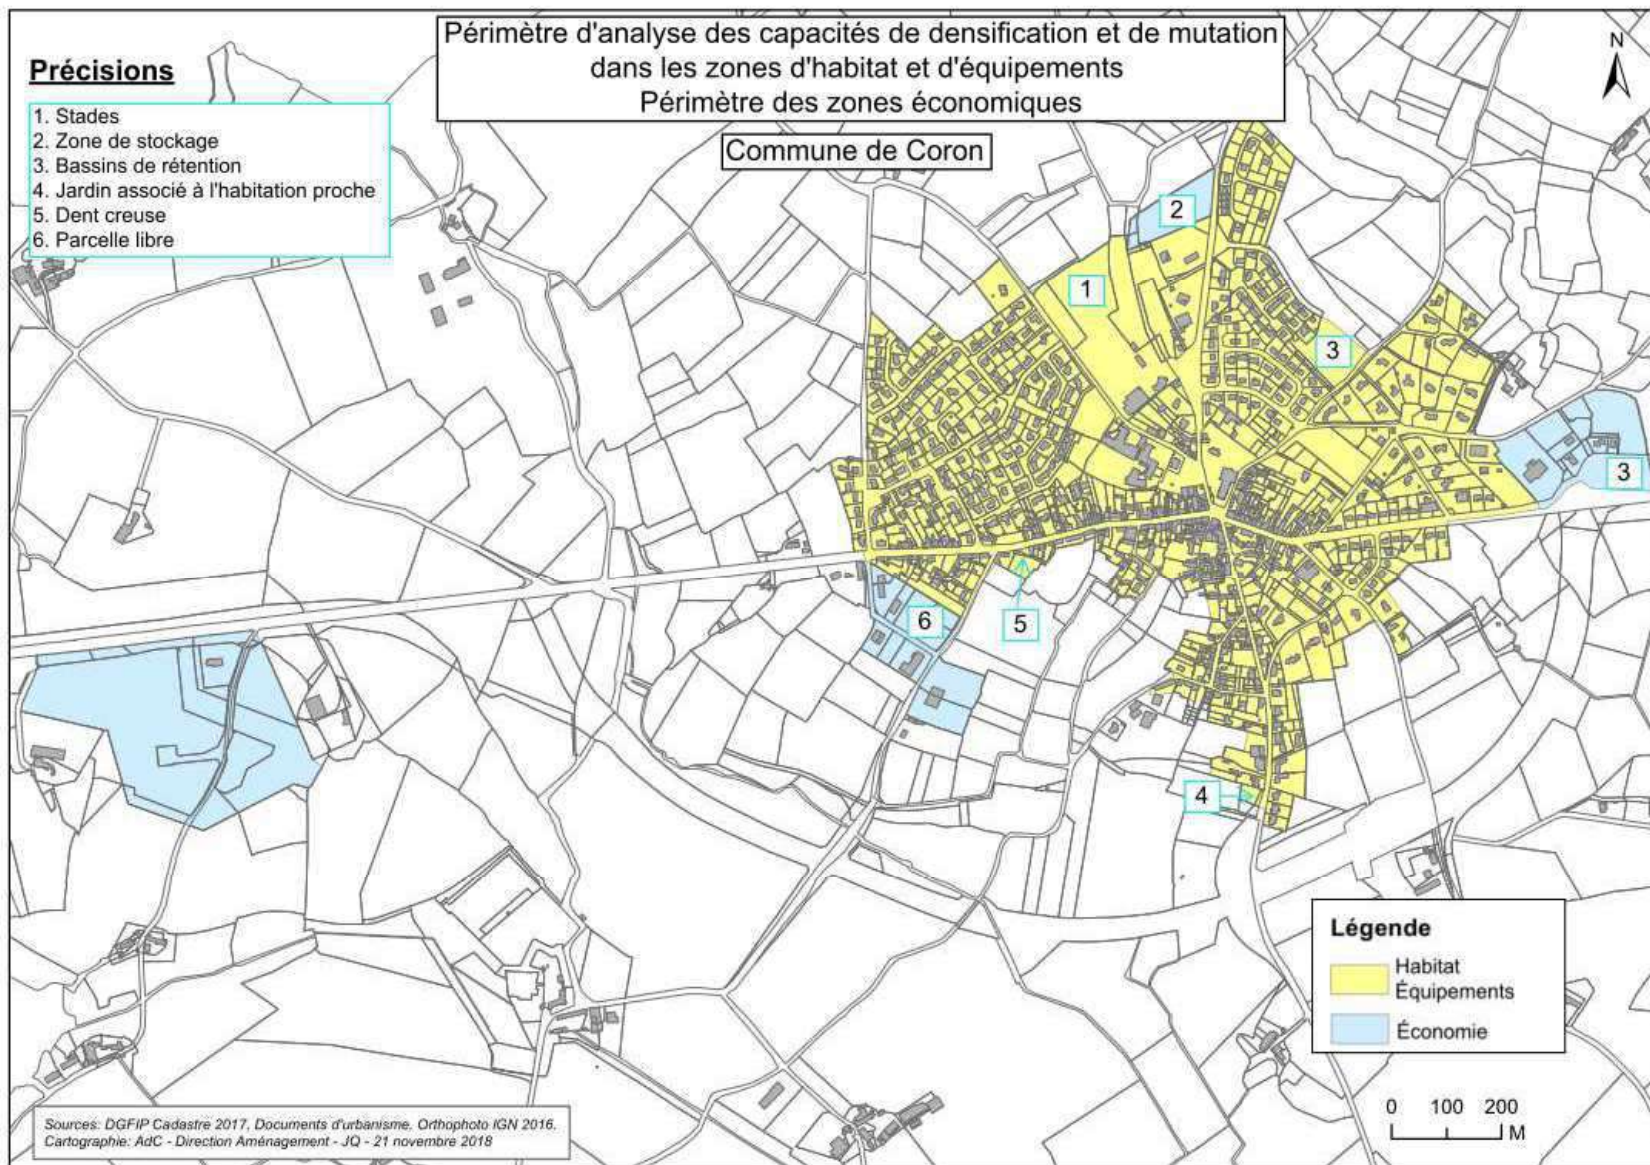 Périmètre d'analyse des capacités de densification et de mutation
dans les zones d'habitat et d'équipements
Périmètre des zones économiques
Commune de Coron
N
Précisions
1. Stades
2. Zone de stockage
3. Bassins de rétention
4. Jardin associé à l'habitation proche
5. Dent creuse
6. Parcelle libre
2
1
3
3
6
5
4
Légende
Habitat
Équipements
Économie
0 100 200
M
Sources: DGFIP Cadastre 2017, Documents d'urbanisme, Orthophoto IGN 2016.
Cartographie: AdC - Direction Aménagement - JQ - 21 novembre 2018